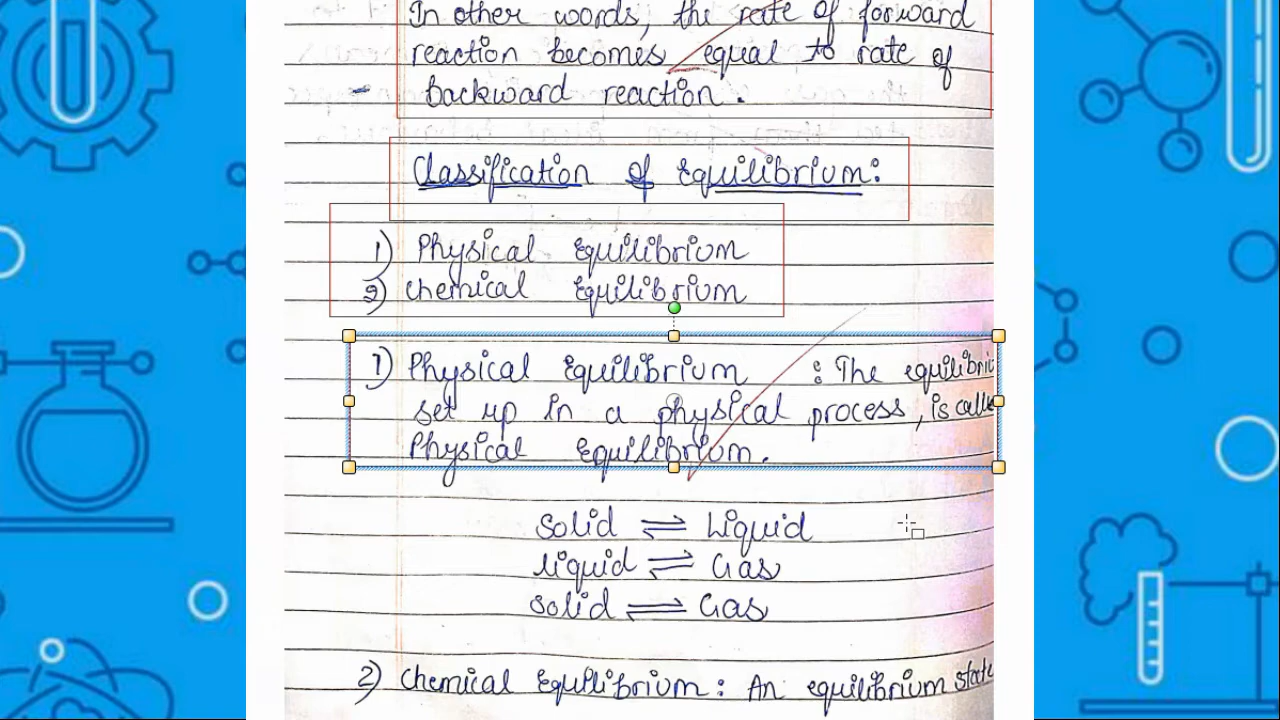 In other words, the rate of forward
reaction becomes equal to rate of
backward reaction.
Classification of Equilibrium:
1) Physical Equilibrium
2) Chemical Equilibrium
1) Physical Equilibrium : The equilibri
set up in a physical process, is calle
Physical Equilibrium.
Solid ⇌ Liquid
Liquid ⇌ Gas
Solid ⇌ Gas
2) Chemical Equilibrium: An equilibrium state